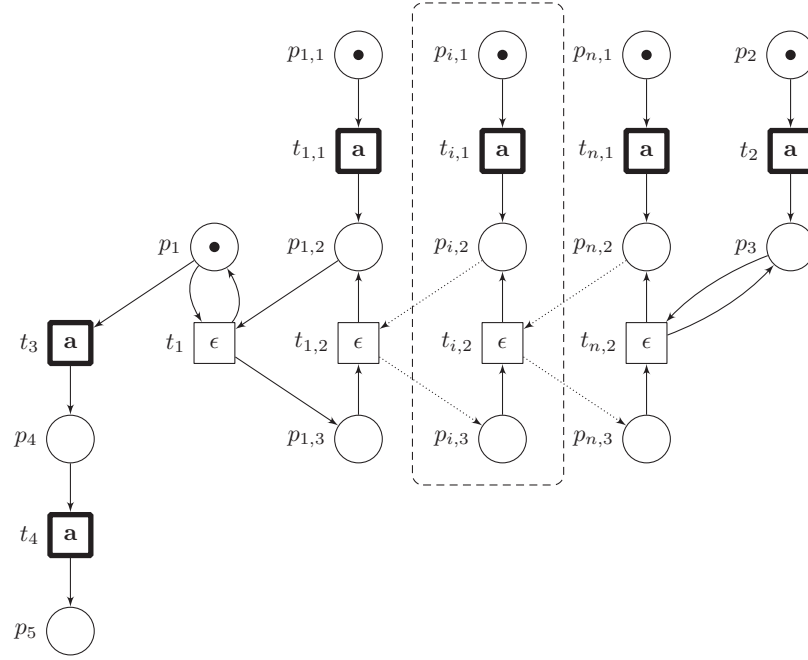 p1,1 pi,1 pn,1 p2
t1,1 a ti,1 a tn,1 a t2 a
p1 p1,2 pi,2 pn,2 p3
t3 a t1 ϵ t1,2 ϵ ti,2 ϵ tn,2 ϵ
p4 p1,3 pi,3 pn,3
t4 a
p5